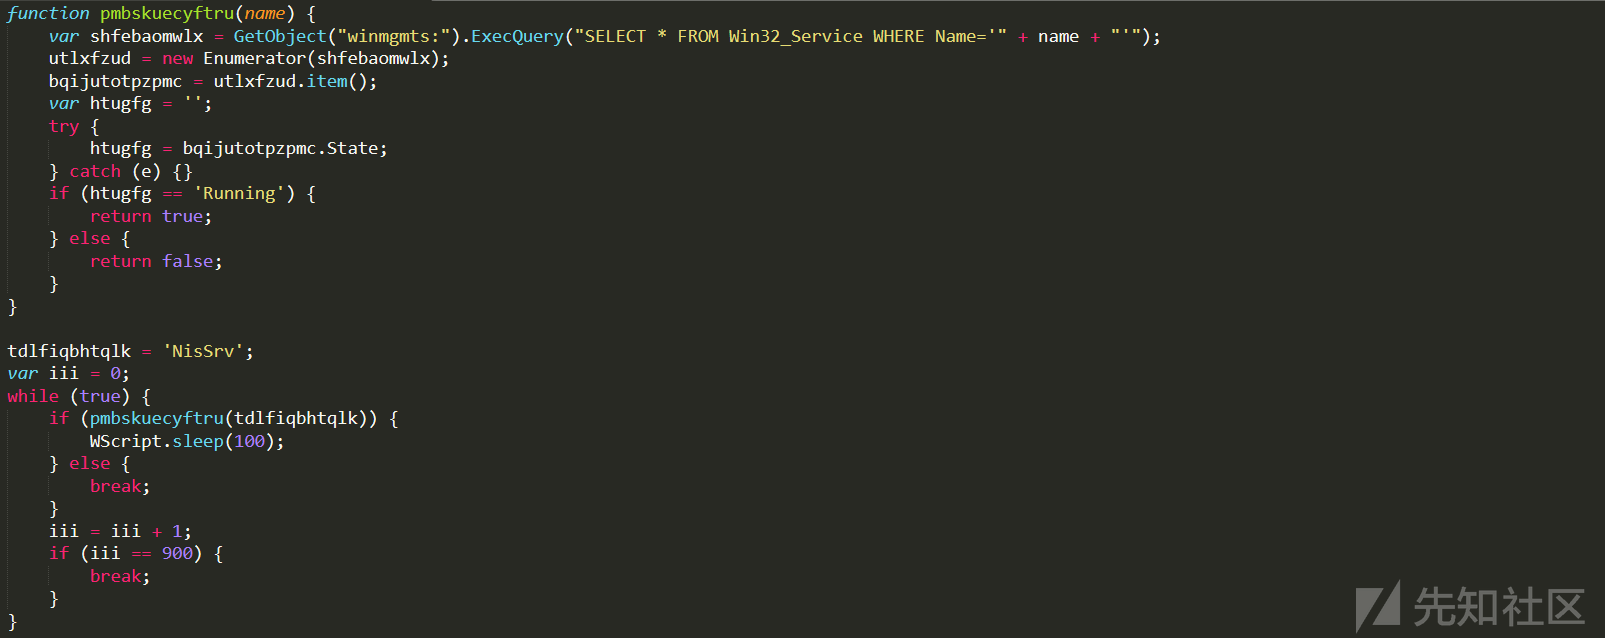 function pmbskuecyftru(name) {
    var shfebaomwlx = GetObject("winmgmts:").ExecQuery("SELECT * FROM Win32_Service WHERE Name='" + name + "'");
    utlxfzud = new Enumerator(shfebaomwlx);
    bqijutotpzpmc = utlxfzud.item();
    var htugfg = '';
    try {
        htugfg = bqijutotpzpmc.State;
    } catch (e) {}
    if (htugfg == 'Running') {
        return true;
    } else {
        return false;
    }
}

tdlfiqbhtqlk = 'NisSrv';
var iii = 0;
while (true) {
    if (pmbskuecyftru(tdlfiqbhtqlk)) {
        WScript.sleep(100);
    } else {
        break;
    }
    iii = iii + 1;
    if (iii == 900) {
        break;
    }
}
先知社区